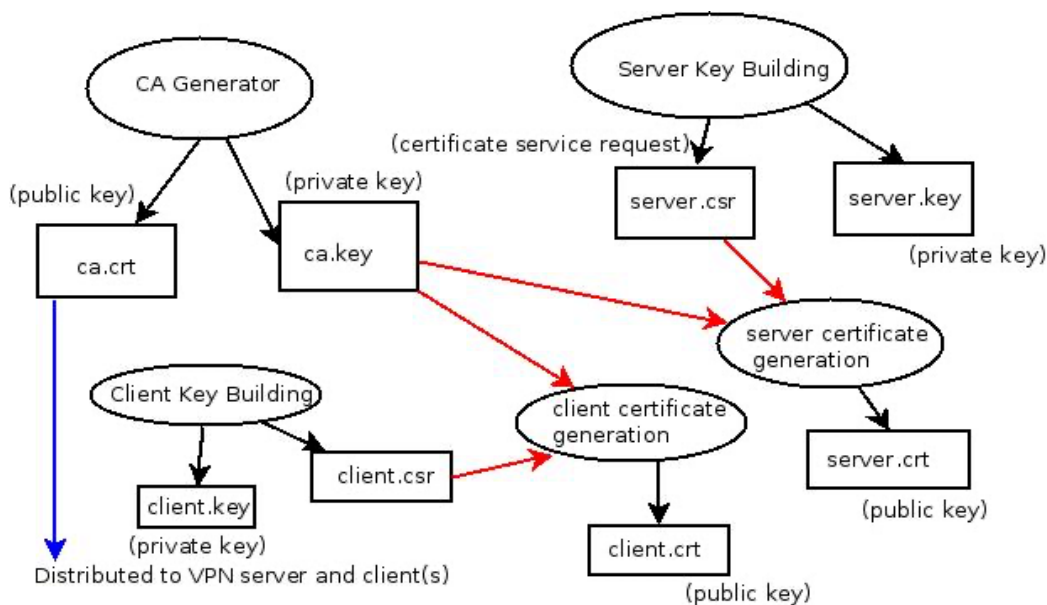 CA Generator
Server Key Building
(certificate service request)
(public key)
(private key)
server.csr
server.key
ca.crt
ca.key
(private key)
server certificate
generation
Client Key Building
client certificate
generation
client.csr
server.crt
client.key
(public key)
(private key)
client.crt
Distributed to VPN server and client(s)
(public key)